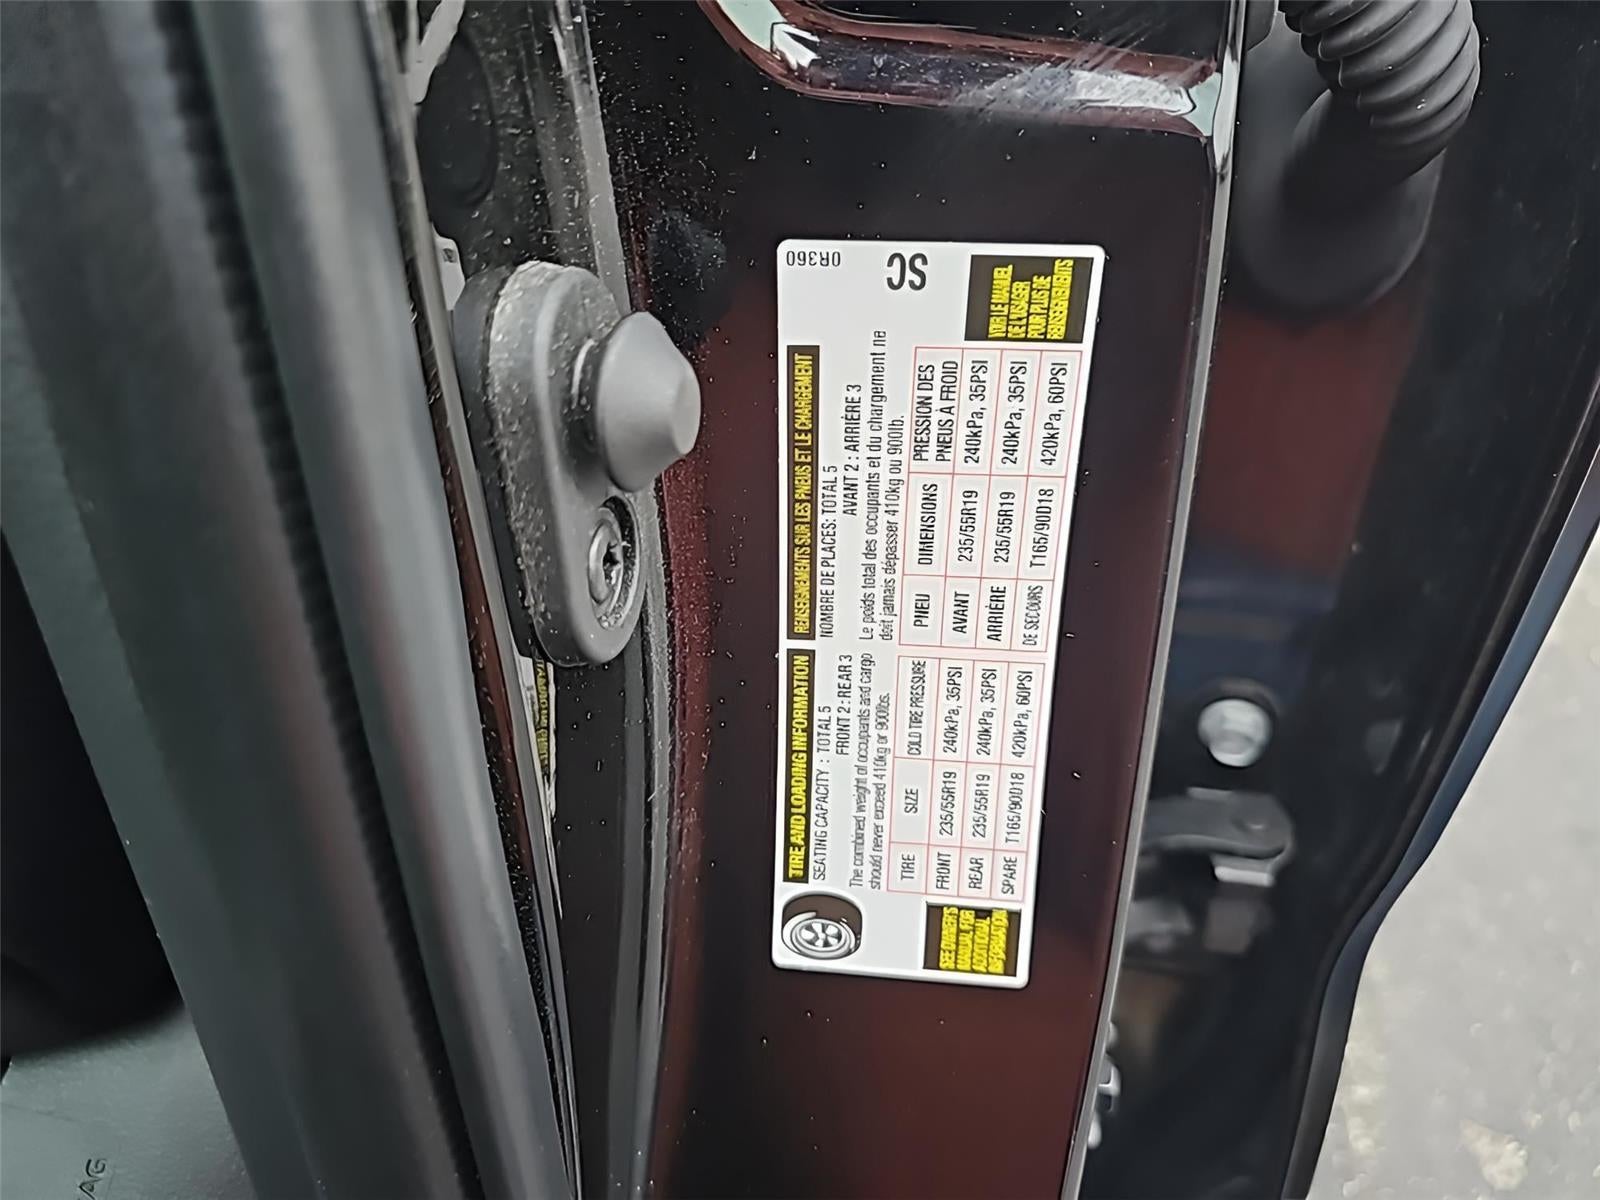 TIRE AND LOADING INFORMATION
SEATING CAPACITY : TOTAL 5
FRONT 2 : REAR 3
The combined weight of occupants and cargo
should never exceed 410kg or 900lbs.
TIRE SIZE COLD TIRE PRESSURE
FRONT 235/55R19 240kPa, 35PSI
REAR 235/55R19 240kPa, 35PSI
SPARE T165/90D18 420kPa, 60PSI
SEE OWNER'S
MANUAL FOR
ADDITIONAL
INFORMATION
RENSEIGNEMENTS SUR LES PNEUS ET LE CHARGEMENT
NOMBRE DE PLACES: TOTAL 5
AVANT 2 : ARRIÈRE 3
Le poids total des occupants et du chargement ne
doit jamais dépasser 410kg ou 900lb.
PNEU DIMENSIONS PRESSION DES
PNEUS À FROID
AVANT 235/55R19 240kPa, 35PSI
ARRIÈRE 235/55R19 240kPa, 35PSI
DE SECOURS T165/90D18 420kPa, 60PSI
VOIR LE MANUEL
DE L'USAGER
POUR PLUS DE
RENSEIGNEMENTS
0R360
SC
AG